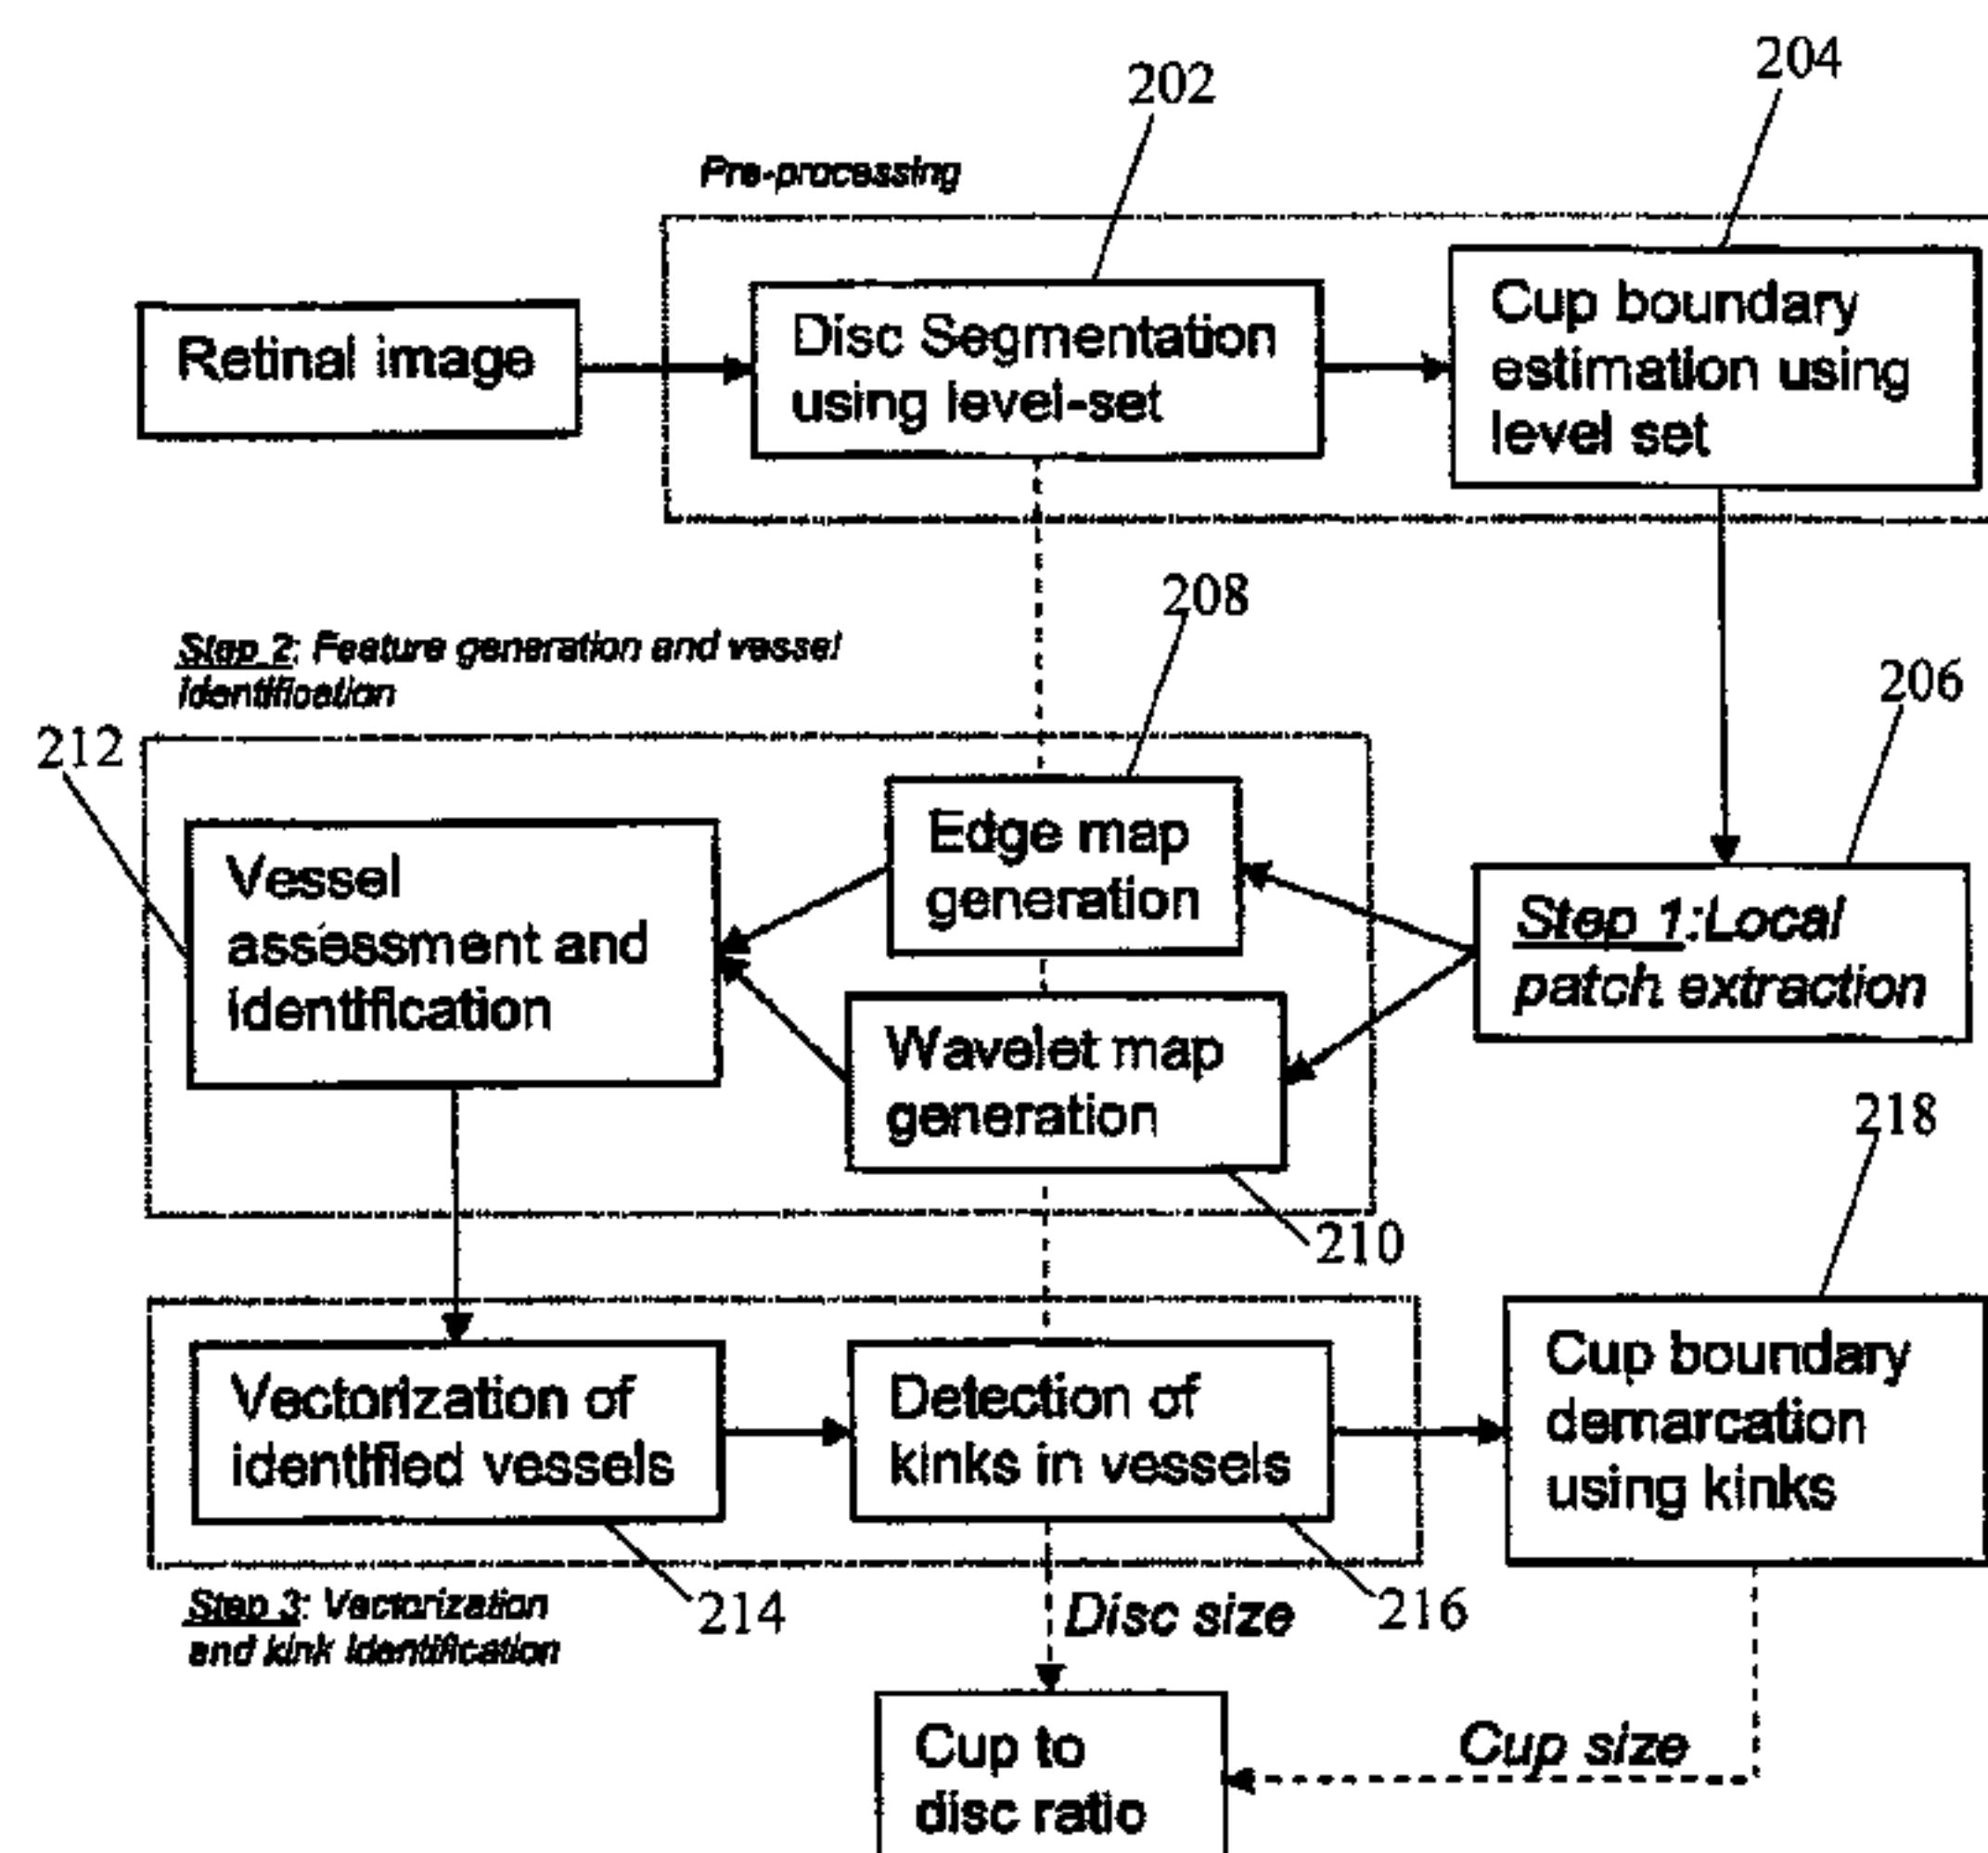 202
204
Pre-processing
Retinal image
Disc Segmentation
using level-set
Cup boundary
estimation using
level set
208
Step 2: Feature generation and vessel
identification
206
212
Edge map
generation
Vessel
assessment and
identification
Step 1:Local
patch extraction
Wavelet map
generation
218
210
Vectorization of
identified vessels
Detection of
kinks in vessels
Cup boundary
demarcation
using kinks
Step 3: Vectorization
and kink identification
214
Disc size
216
Cup to
disc ratio
Cup size